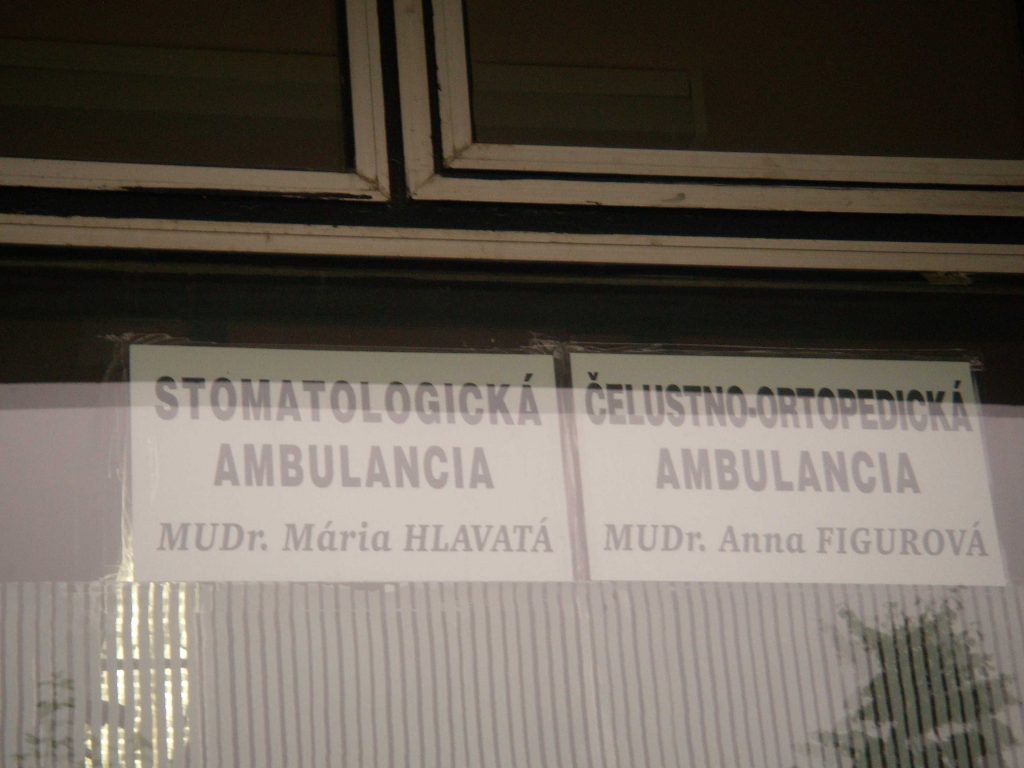 STOMATOLOGICKÁ
AMBULANCIA
MUDr. Mária HLAVATÁ
ČELUSTNO-ORTOPEDICKÁ
AMBULANCIA
MUDr. Anna FIGUROVÁ